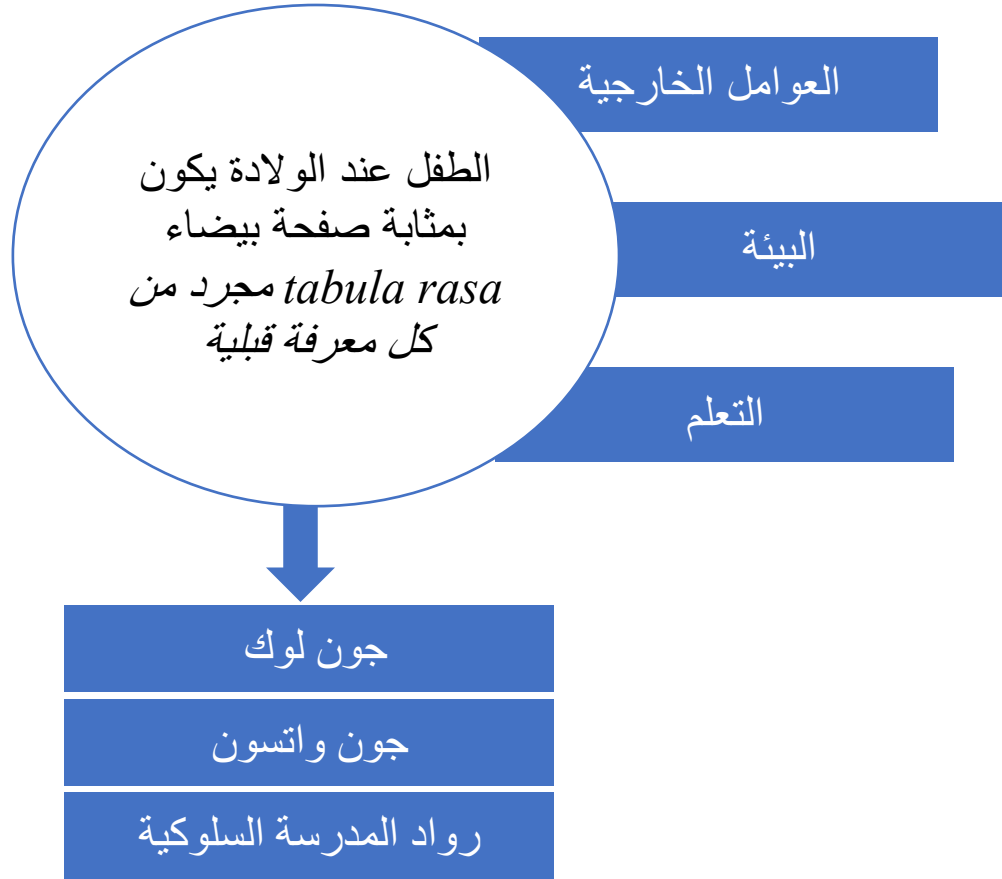 العوامل الخارجية
الطفل عند الولادة يكون
بمثابة صفحة بيضاء
tabula rasa مجرد من
كل معرفة قبلية
البيئة
التعلم
جون لوك
جون واتسون
رواد المدرسة السلوكية